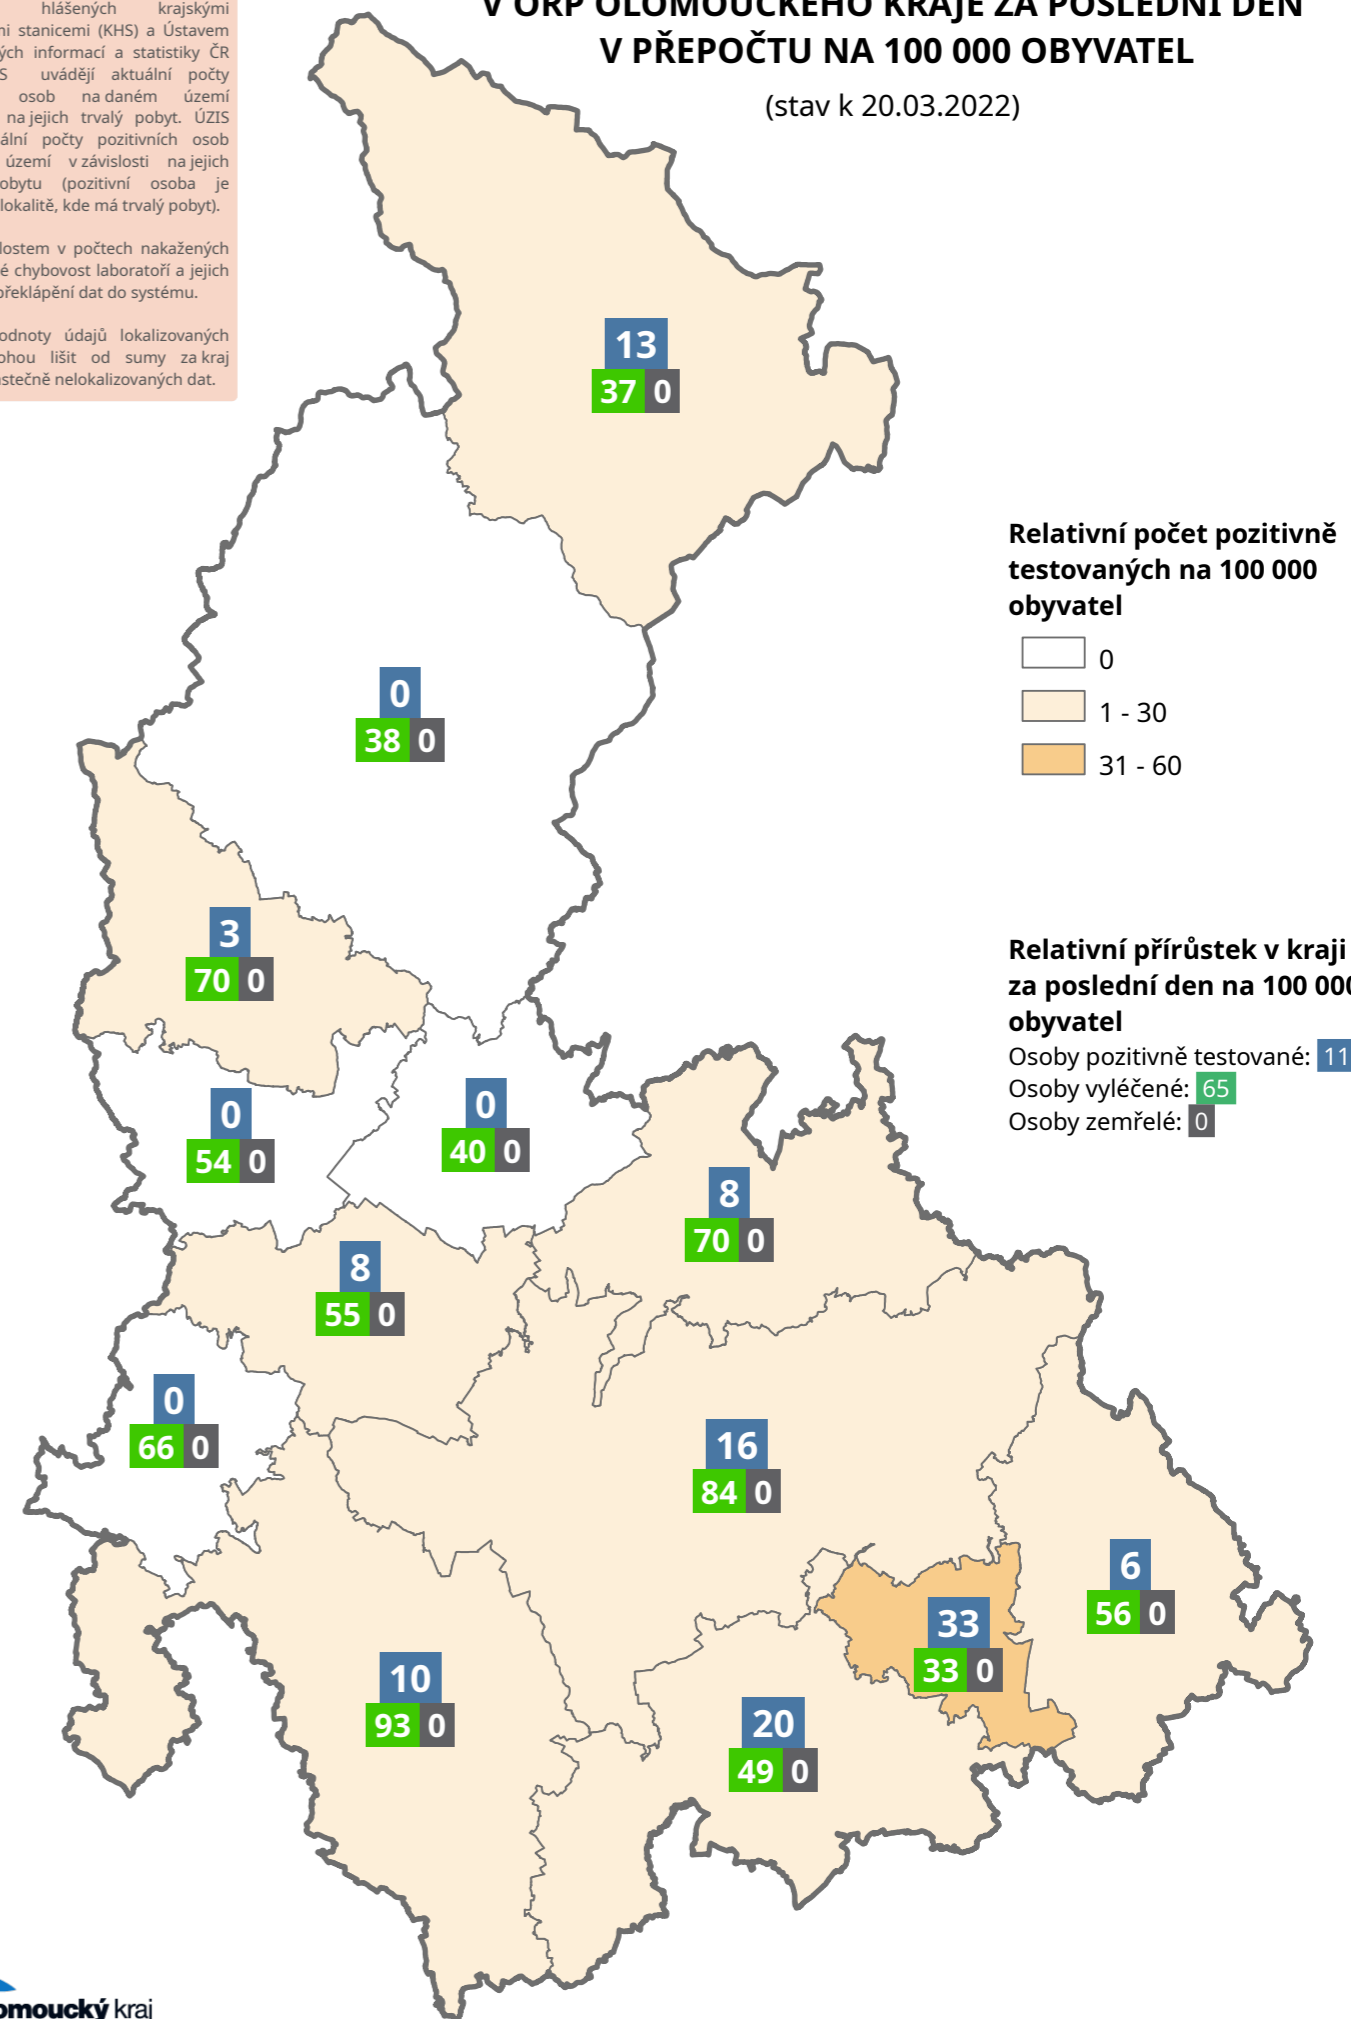 hlášených krajskými
stanicemi (KHS) a Ústavem
informací a statistiky ČR
uvádějí aktuální počty
osob na daném území
na jejich trvalý pobyt. ÚZIS
počty pozitivních osob
území v závislosti na jejich
(pozitivní osoba je
lokalitě, kde má trvalý pobyt).
v počtech nakažených
chybovost laboratoří a jejich
překlápění dat do systému.
údajů lokalizovaných
lišit od sumy za kraj
nelokalizovaných dat.
V ORP OLOMOUCKÉHO KRAJE ZA POSLEDNÍ DEN
V PŘEPOČTU NA 100 000 OBYVATEL
(stav k 20.03.2022)
13
37 0
Relativní počet pozitivně
testovaných na 100 000
obyvatel
0
1 - 30
31 - 60
0
38 0
3
70 0
Relativní přírůstek v kraji
za poslední den na 100 000
obyvatel
Osoby pozitivně testované: 11
Osoby vyléčené: 65
Osoby zemřelé: 0
0
54 0
0
40 0
8
70 0
8
55 0
0
66 0
16
84 0
6
56 0
33
33 0
10
93 0
20
49 0
kraj